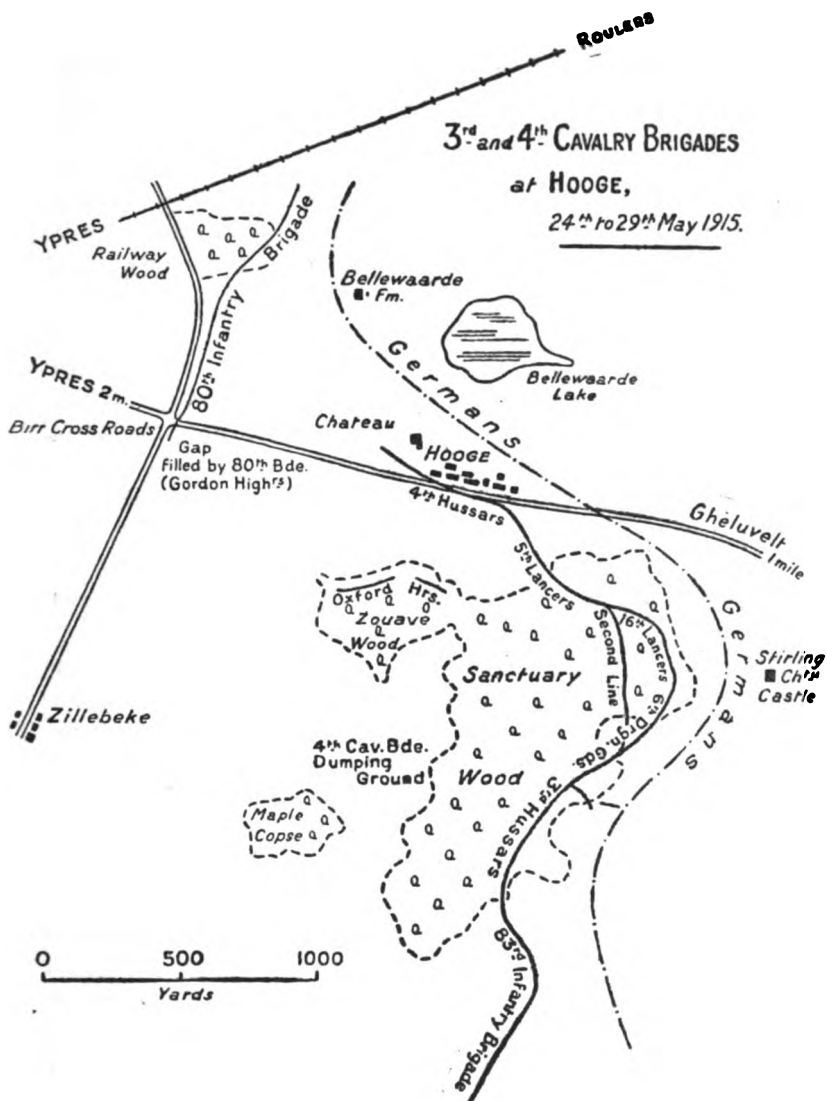 ROULERS
3rd and 4th CAVALRY BRIGADES
at HOOGE,
24th to 29th May 1915.
YPRES
Railway
Wood
80th Infantry Brigade
Bellewaarde
Fm.
Bellewaarde
Lake
Germans
YPRES 2m.
Birr Cross Roads
Gap
filled by 80th Bde.
(Gordon Highrs)
Chateau
HOOGE
4th Hussars
Gheluvelt
1 mile
5th Lancers
Oxford Hrs.
Zouave
Wood
16th Lancers
Second Line
6th Drgn. Gds.
Germans
Stirling
Chtu
Castle
Sanctuary
Wood
Zillebeke
4th Cav. Bde.
Dumping
Ground
3rd Hussars
Maple
Copse
83rd Infantry Brigade
0 500 1000
Yards